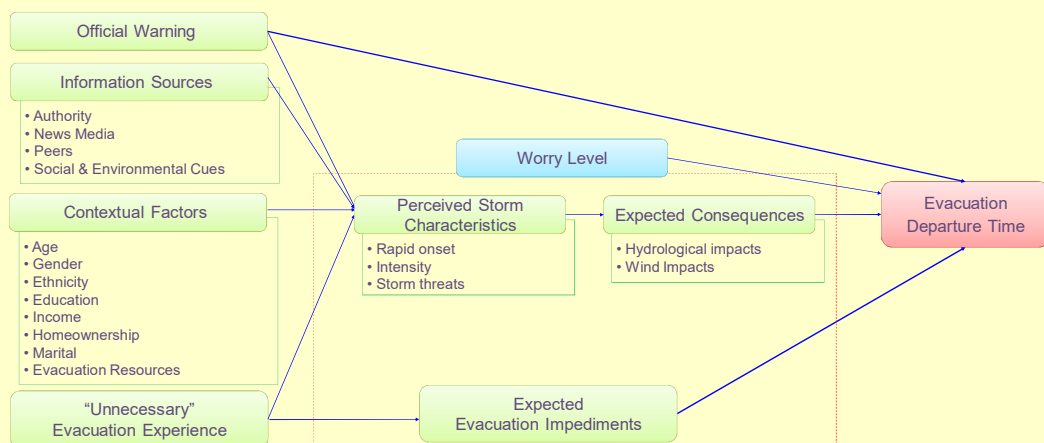 Official Warning
Information Sources
• Authority
• News Media
• Peers
• Social & Environmental Cues
Worry Level
Contextual Factors
• Age
• Gender
• Ethnicity
• Education
• Income
• Homeownership
• Marital
• Evacuation Resources
Perceived Storm
Characteristics
• Rapid onset
• Intensity
• Storm threats
Expected Consequences
• Hydrological impacts
• Wind Impacts
Evacuation
Departure Time
“Unnecessary”
Evacuation Experience
Expected
Evacuation Impediments